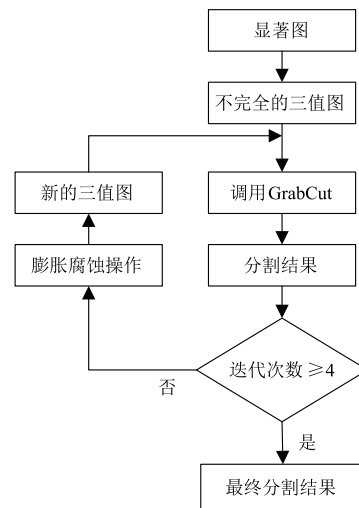 显著图
不完全的三值图
新的三值图
调用GrabCut
膨胀腐蚀操作
分割结果
迭代次数≥4
否
是
最终分割结果